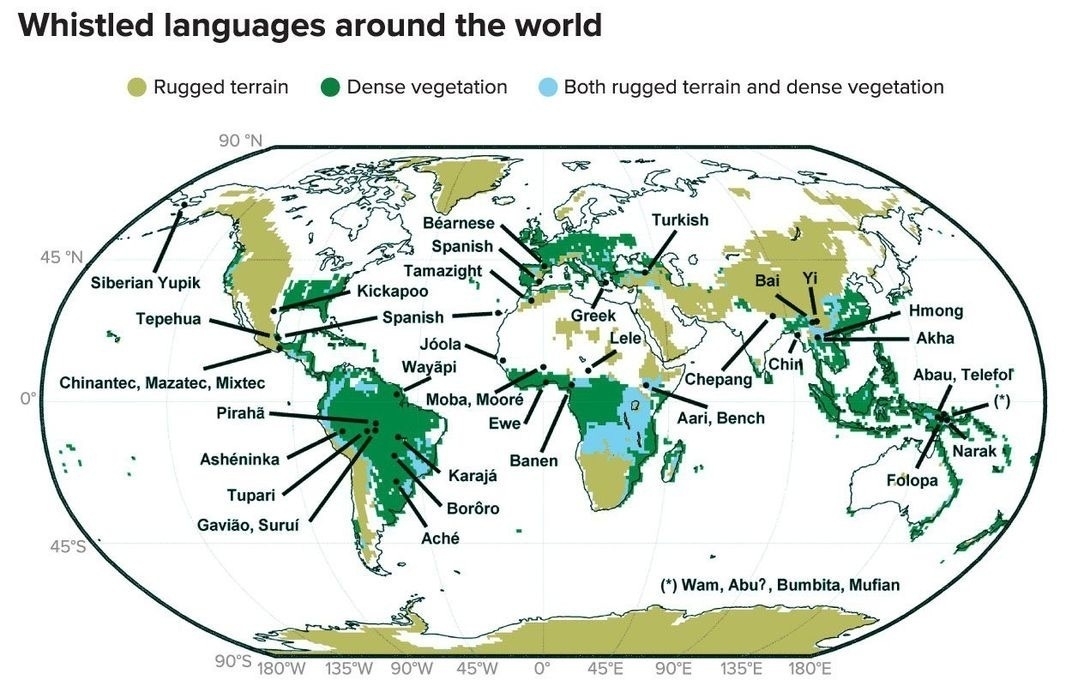 Whistled languages around the world
Rugged terrain
Dense vegetation
Both rugged terrain and dense vegetation
90 °N
Béarnese
Turkish
Spanish
45 °N
Tamazight
Siberian Yupik
Kickapoo
Bai
Yi
Tepehua
Spanish
Greek
Hmong
Jóola
Lele
Akha
Wayãpi
Chin
Chinantec, Mazatec, Mixtec
Chepang
Abau, Telefol
0°
Moba, Mooré
(*)
Pirahã
Ewe
Aari, Bench
Narak
Ashéninka
Banen
Karajá
Folopa
Tupari
Borôro
Gavião, Suruí
Aché
45°S
(*) Wam, Abu?, Bumbita, Mufian
90°S
180°W
135°W
90°W
45°W
0°
45°E
90°E
135°E
180°E